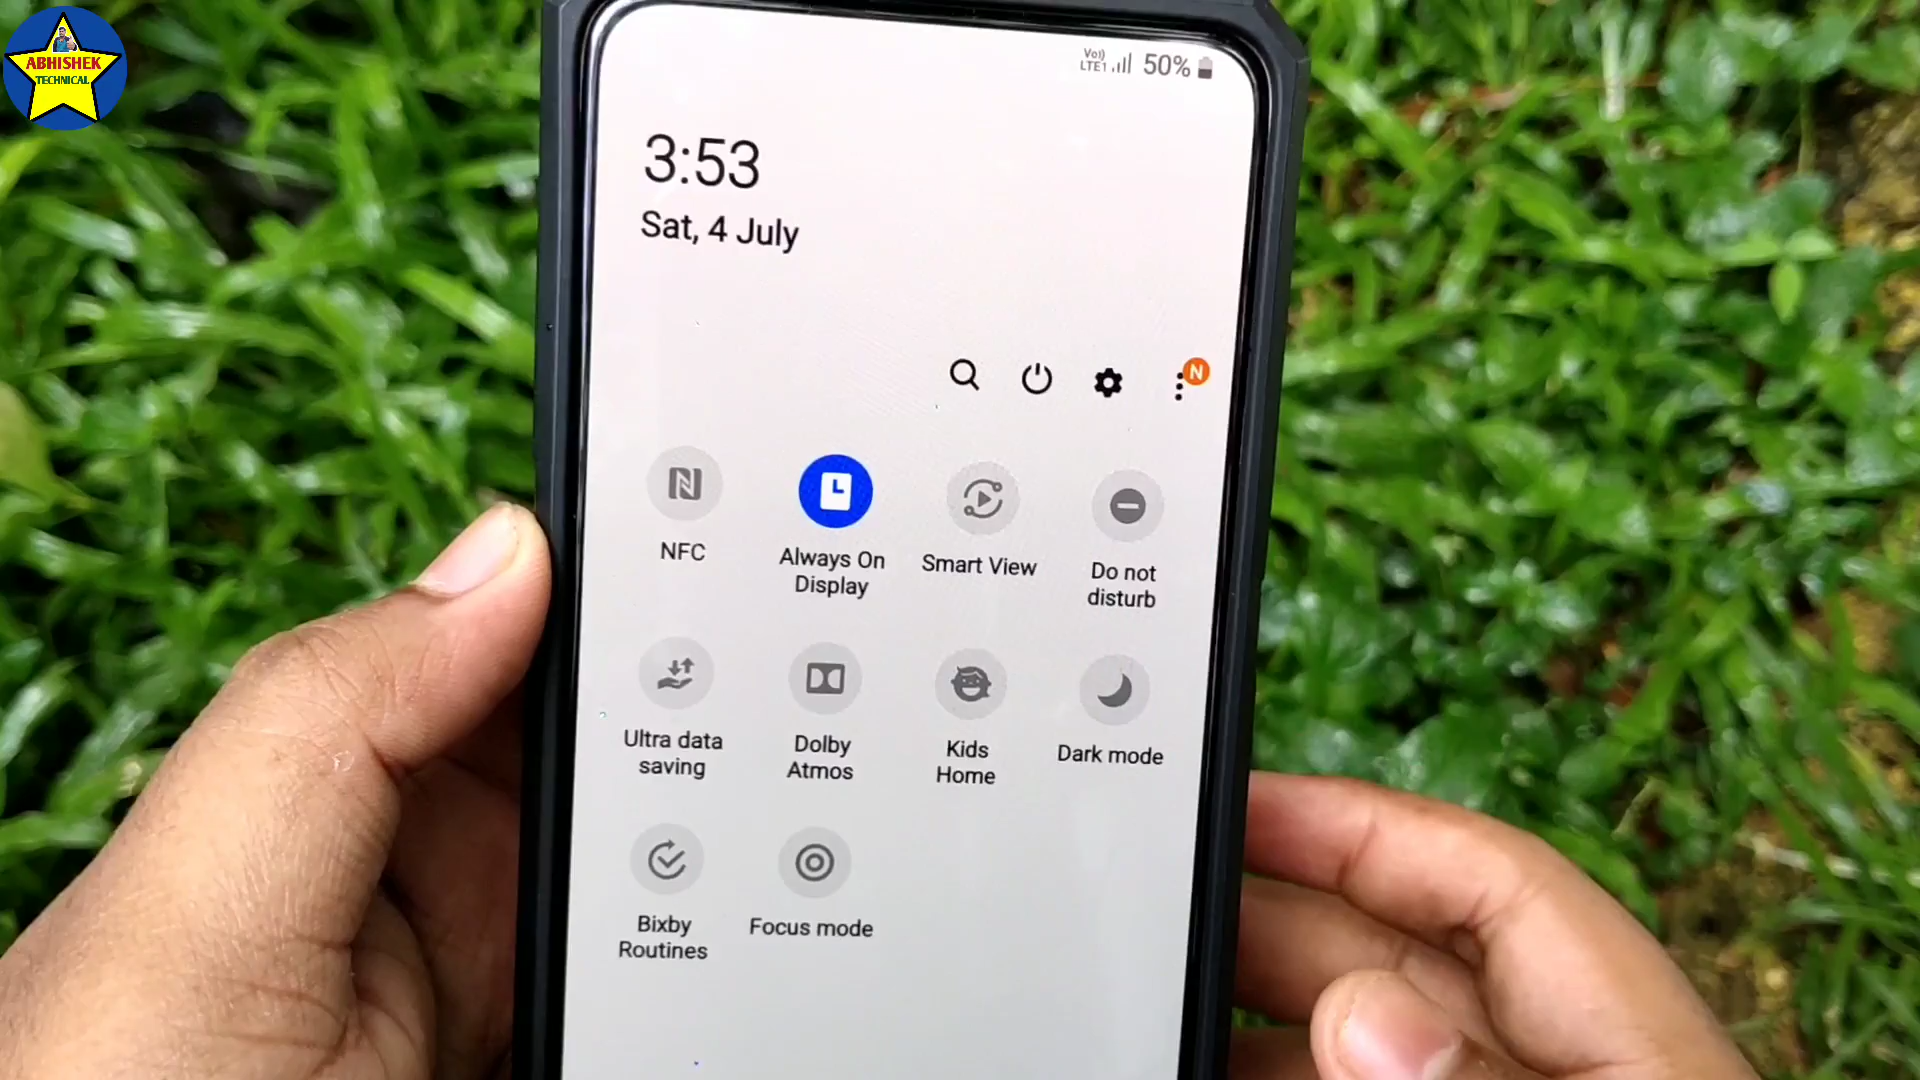 ABHISHEK
TECHNICAL
Vo))
LTE1
50%
3:53
Sat, 4 July
N
NFC
Always On
Display
Smart View
Do not
disturb
Ultra data
saving
Dolby
Atmos
Kids
Home
Dark mode
Bixby
Routines
Focus mode